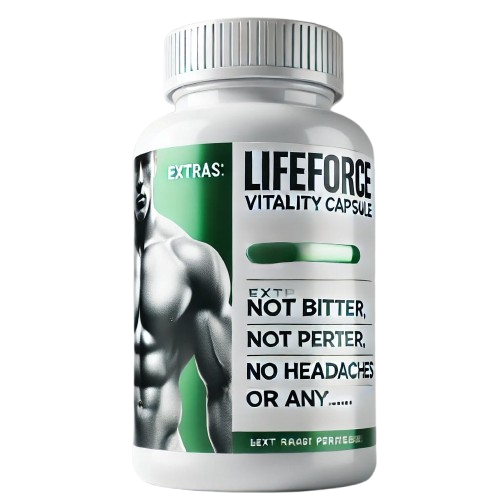 EXTRAS:
LIFEFORCE
VITALITY CAPSULE
NOT BITTER,
NOT PERTER,
NO HEADACHES
OR ANY.....